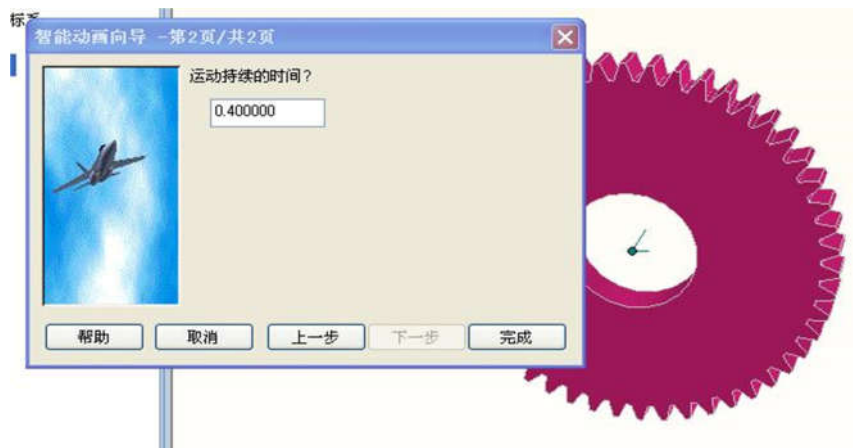 标系
智能动画向导 -第2页/共2页
运动持续的时间？
0.400000
帮助
取消
上一步
下一步
完成